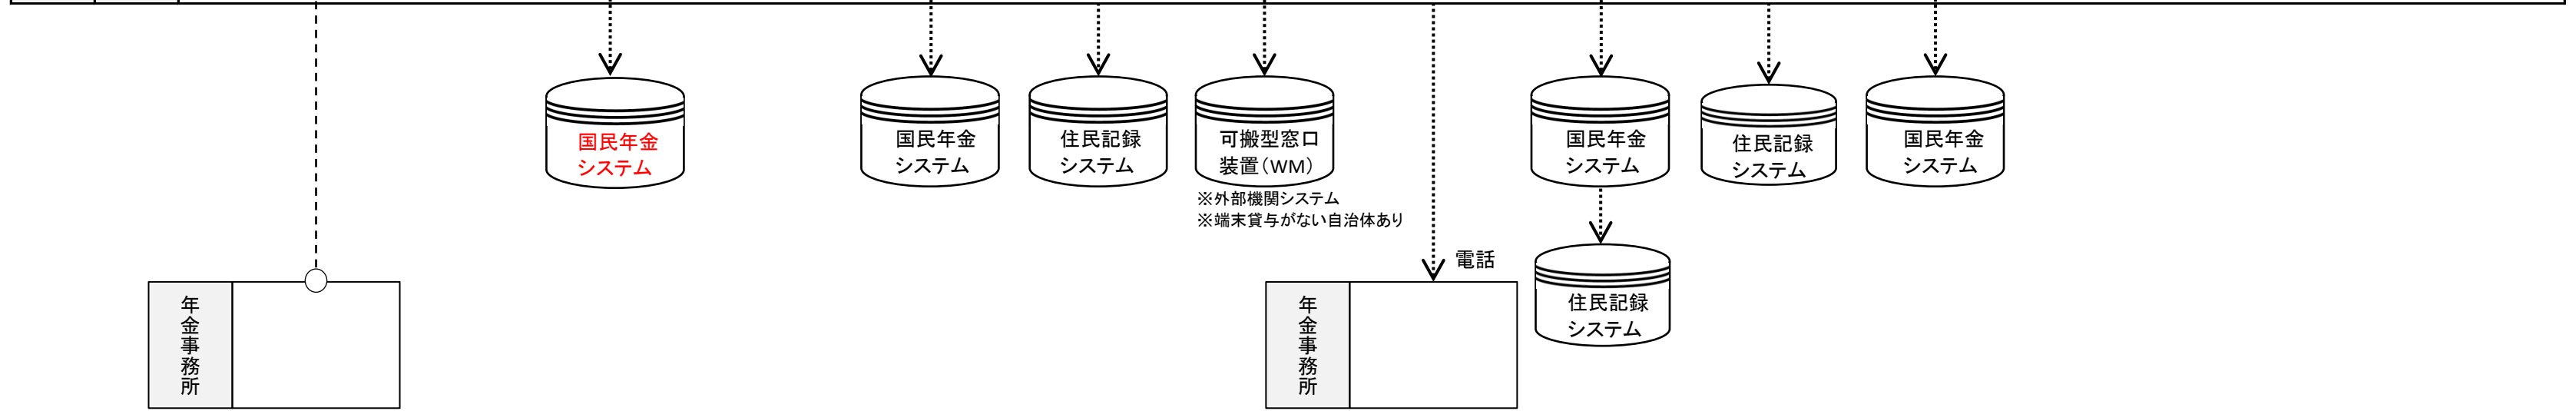 国民年金
システム
国民年金
システム
住民記録
システム
可搬型窓口
装置（WM）
※外部機関システム
※端末貸与がない自治体あり
国民年金
システム
住民記録
システム
国民年金
システム
電話
住民記録
システム
年金事務所
年金事務所